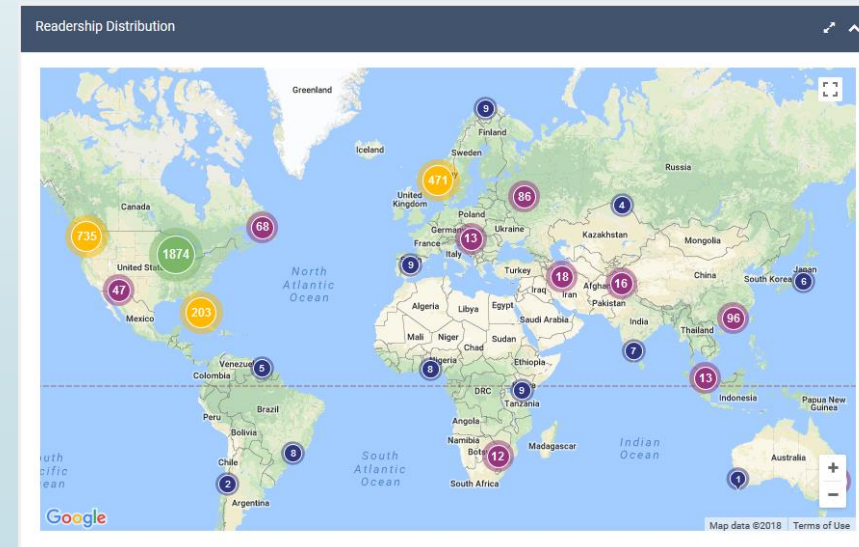 Readership Distribution
Greenland
9
Finland
Iceland
Sweden
Russia
471
United
Kingdom
86
Canada
Poland
4
68
German
13
Ukraine
Kazakhstan
735
France
Mongolia
1874
Italy
9
United Stat
North
Atlantic
Ocean
Turkey
18
Afghan
16
China
South Korea
Japan
6
47
Iraq
Iran
Pakistan
203
Algeria
Libya
Egypt
Saudi Arabia
96
Mexico
India
Thailand
Mali
Niger
Chad
Sudan
7
Venezuel
5
8
Nigeria
Ethiopia
Colombia
13
DRC
9
Tanzania
Indonesia
Papua New
Guinea
Peru
Brazil
Angola
Bolivia
Namibia
Bots
12
Madagascar
Indian
Ocean
8
South
Atlantic
Ocean
Australia
+
Chile
2
South Africa
1
−
Argentina
Google
Map data ©2018
Terms of Use